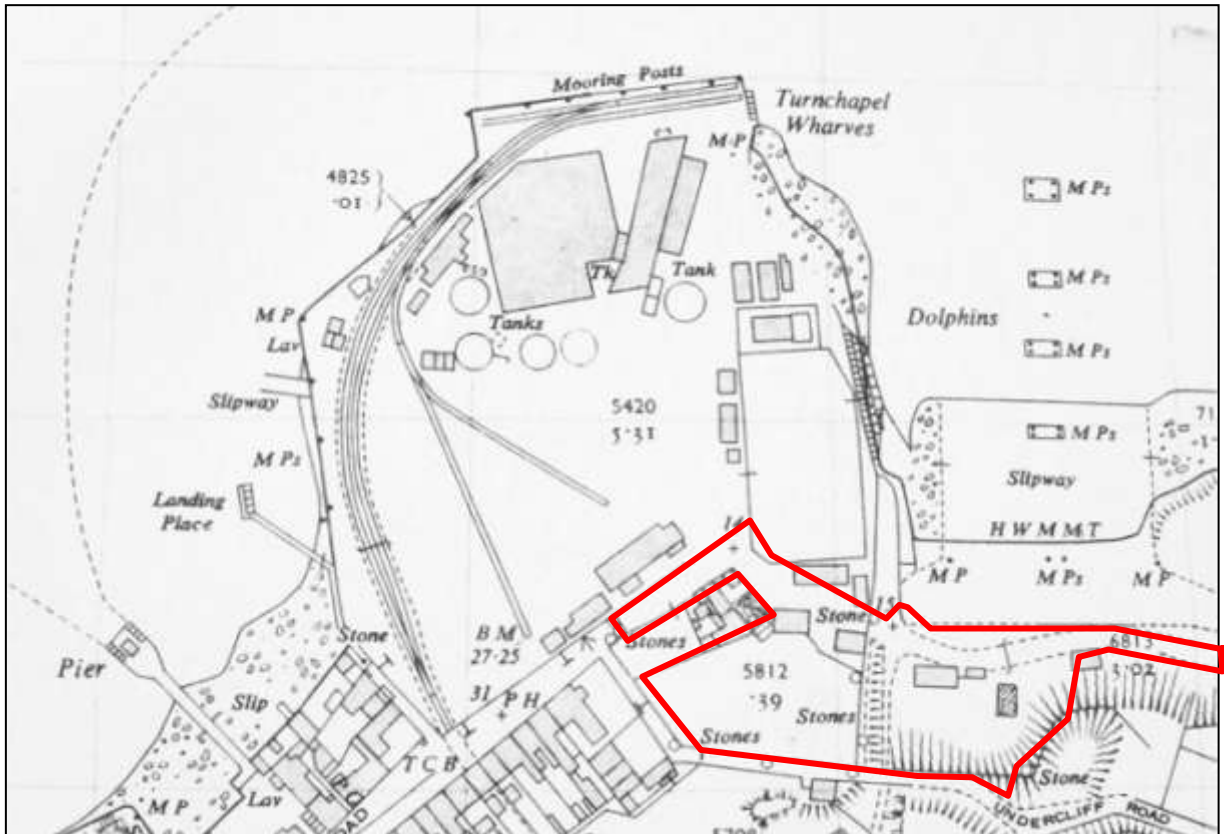 Mooring Posts
Turnchapel
Wharves
M P
4825
·01
M Ps
Tk
Tank
M Ps
M P
Lav
Tanks
Dolphins
M Ps
Slipway
5420
5·31
M Ps
M Ps
Slipway
Landing
Place
14
H W M M T
M P
M Ps
M P
15
Stone
Stone
B M
27·25
Stones
6813
3·02
Pier
31
P H
5812
·39
Slip
Stones
Stones
T C B
P O
Stone
Lav
M P
ROAD
UNDERCLIFF ROAD